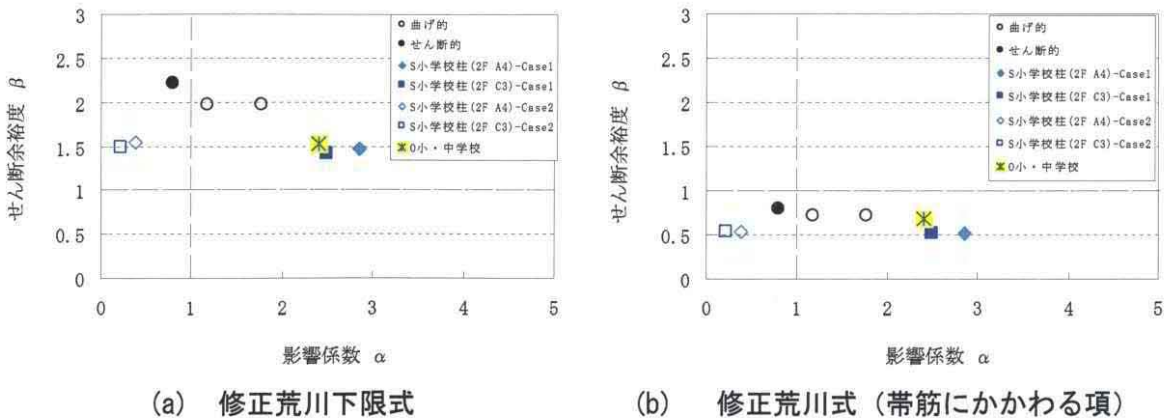 3
2.5
2
1.5
1
0.5
0
せん断余裕度 β
0 1 2 3 4 5
影響係数 α
曲げ的
せん断的
S小学校柱(2F A4)-Case1
S小学校柱(2F C3)-Case1
S小学校柱(2F A4)-Case2
S小学校柱(2F C3)-Case2
O小・中学校
(a) 修正荒川下限式
3
2.5
2
1.5
1
0.5
0
せん断余裕度 β
0 1 2 3 4 5
影響係数 α
曲げ的
せん断的
S小学校柱(2F A4)-Case1
S小学校柱(2F C3)-Case1
S小学校柱(2F A4)-Case2
S小学校柱(2F C3)-Case2
O小・中学校
(b) 修正荒川式（帯筋にかかわる項）